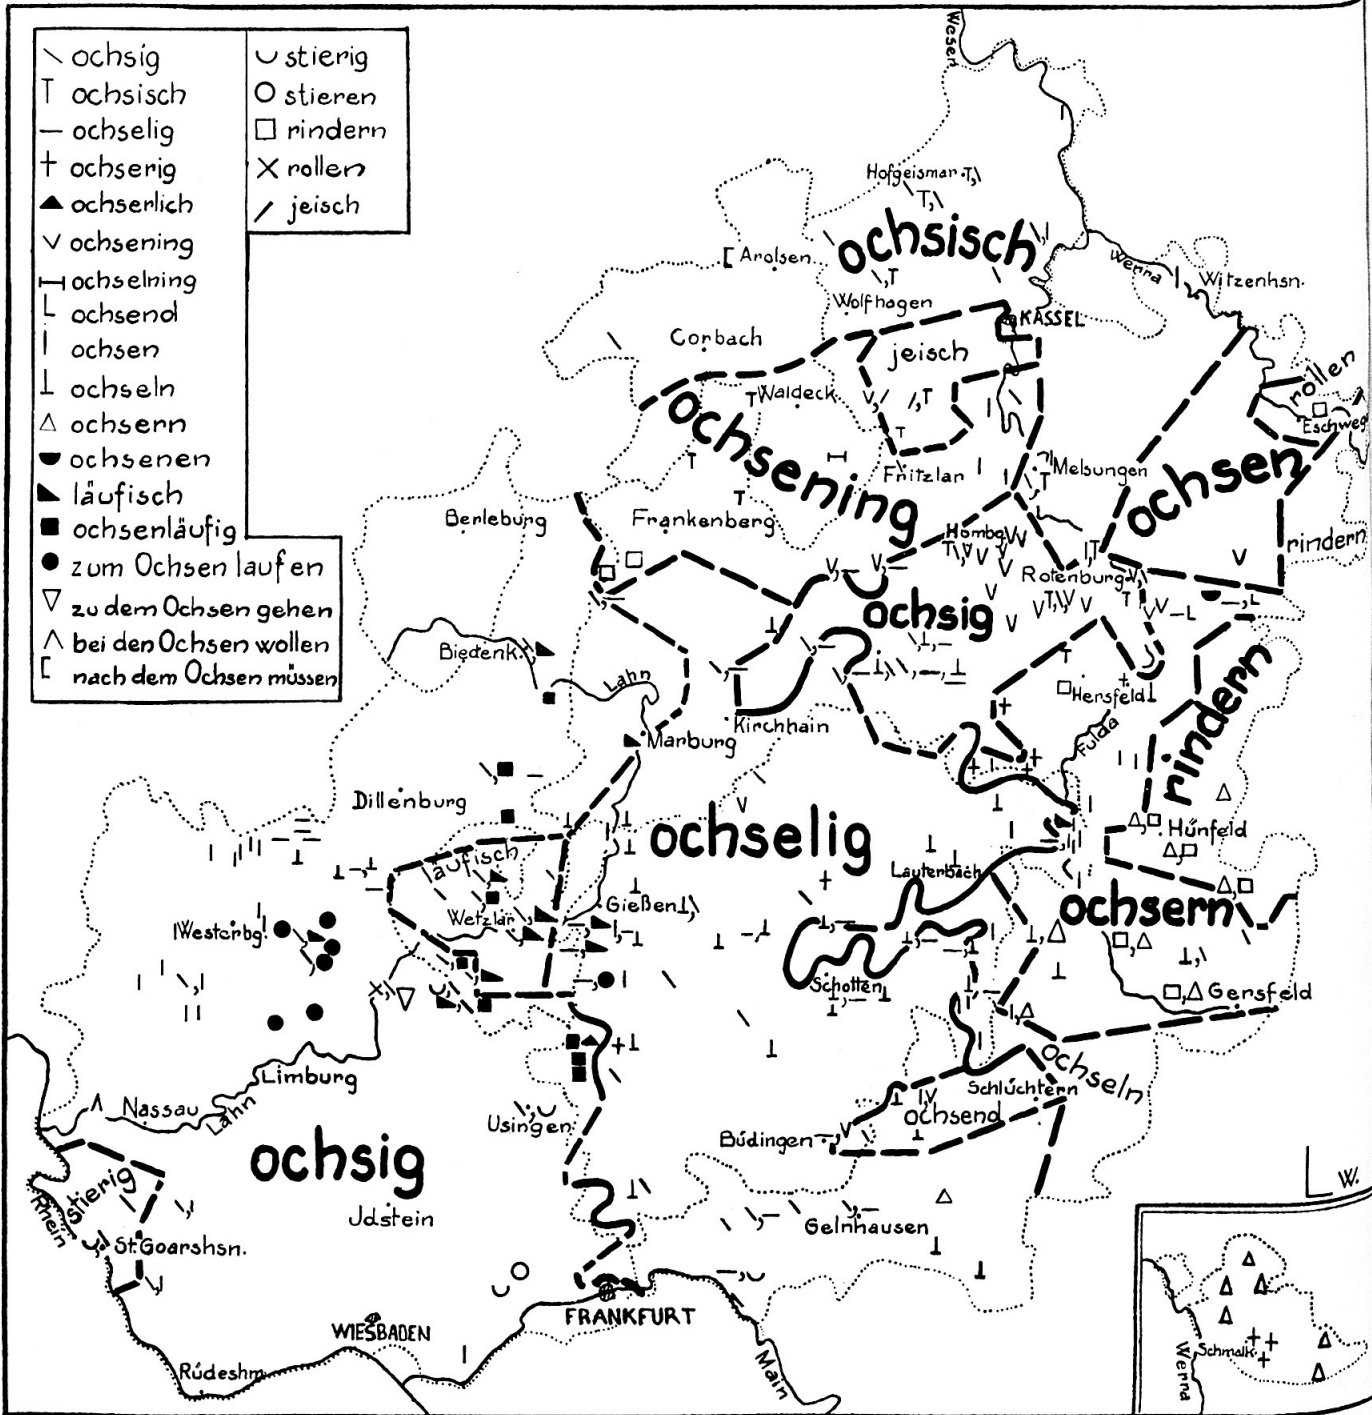 ochsig
ochsisch
ochselig
ochserig
ochserlich
ochsening
ochselning
ochsend
ochsen
ochseln
ochsern
ochsenen
läufisch
ochsenläufig
zum Ochsen laufen
zu dem Ochsen gehen
bei den Ochsen wollen
nach dem Ochsen müssen
stierig
stieren
rindern
rollen
jeisch
Weser
Hofgeismar
ochsisch
Arolsen
Werra
Witzenhsn.
Wolfhagen
KASSEL
Corbach
jeisch
rollen
Waldeck
Eschweg
ochsening
Fritzlar
Melsungen
ochsen
Berleburg
Frankenberg
Hombg
rindern
Rotenburg
ochsig
Biedenk.
Lahn
Hersfeld
rindern
Kirchhain
Marburg
Fulda
Dillenburg
ochselig
Hünfeld
läufisch
Lauterbach
Westerbg.
Wetzlar
Gießen
ochsern
Schotten
Gersfeld
Limburg
ochseln
Schlüchtern
Nassau
Lahn
Usingen
ochsend
Büdingen
ochsig
stierig
Rhein
Jdstein
W.
St.Goarshsn.
Gelnhausen
FRANKFURT
WIESBADEN
Rüdeshm.
Main
Schmalk.
Werra